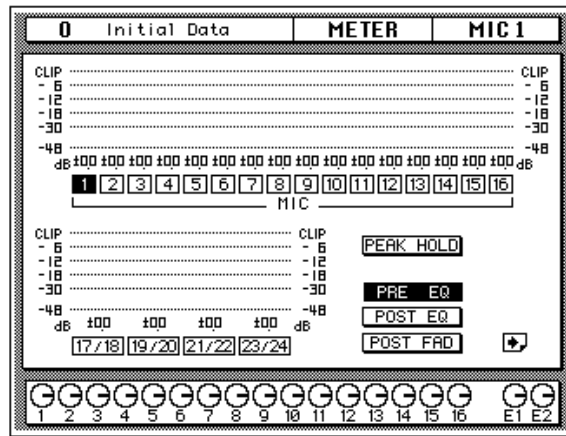 0 Initial Data METER MIC 1
CLIP CLIP
- 6 - 6
-12 -12
-18 -18
-30 -30
-48 -48
dB ±00 ±00 ±00 ±00 ±00 ±00 ±00 ±00 ±00 ±00 ±00 ±00 ±00 ±00 ±00 ±00 dB
1 2 3 4 5 6 7 8 9 10 11 12 13 14 15 16
MIC
CLIP CLIP
- 6 - 6 PEAK HOLD
-12 -12
-18 -18
-30 -30 PRE EQ
-48 -48 POST EQ
dB ±00 ±00 ±00 ±00 dB
17/18 19/20 21/22 23/24 POST FAD
1 2 3 4 5 6 7 8 9 10 11 12 13 14 15 16 E1 E2